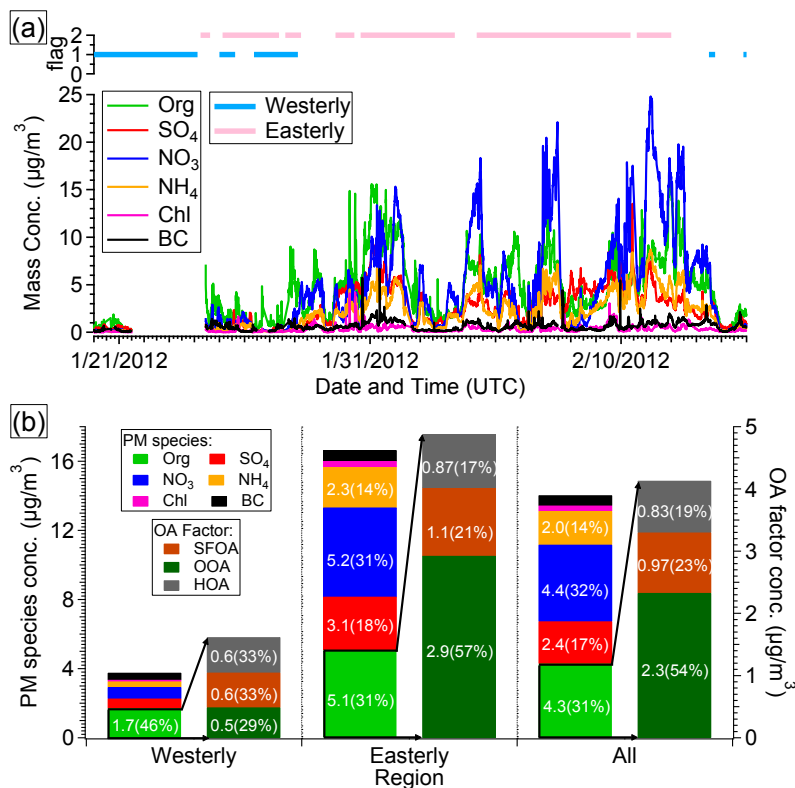 (a)
flag
2
1
0
Mass Conc. (µg/m³)
25
20
15
10
5
0
Org
SO₄
NO₃
NH₄
Chl
BC
Westerly
Easterly
1/21/2012 1/31/2012 2/10/2012
Date and Time (UTC)
(b)
PM species conc. (µg/m³)
16
12
8
4
0
PM species:
Org SO₄
NO₃ NH₄
Chl BC
OA Factor:
SFOA
OOA
HOA
1.7(46%)
0.6(33%)
0.6(33%)
0.5(29%)
2.3(14%)
5.2(31%)
3.1(18%)
5.1(31%)
0.87(17%)
1.1(21%)
2.9(57%)
2.0(14%)
4.4(32%)
2.4(17%)
4.3(31%)
0.83(19%)
0.97(23%)
2.3(54%)
5
4
3
2
1
0
OA factor conc. (µg/m³)
Westerly Easterly All
Region